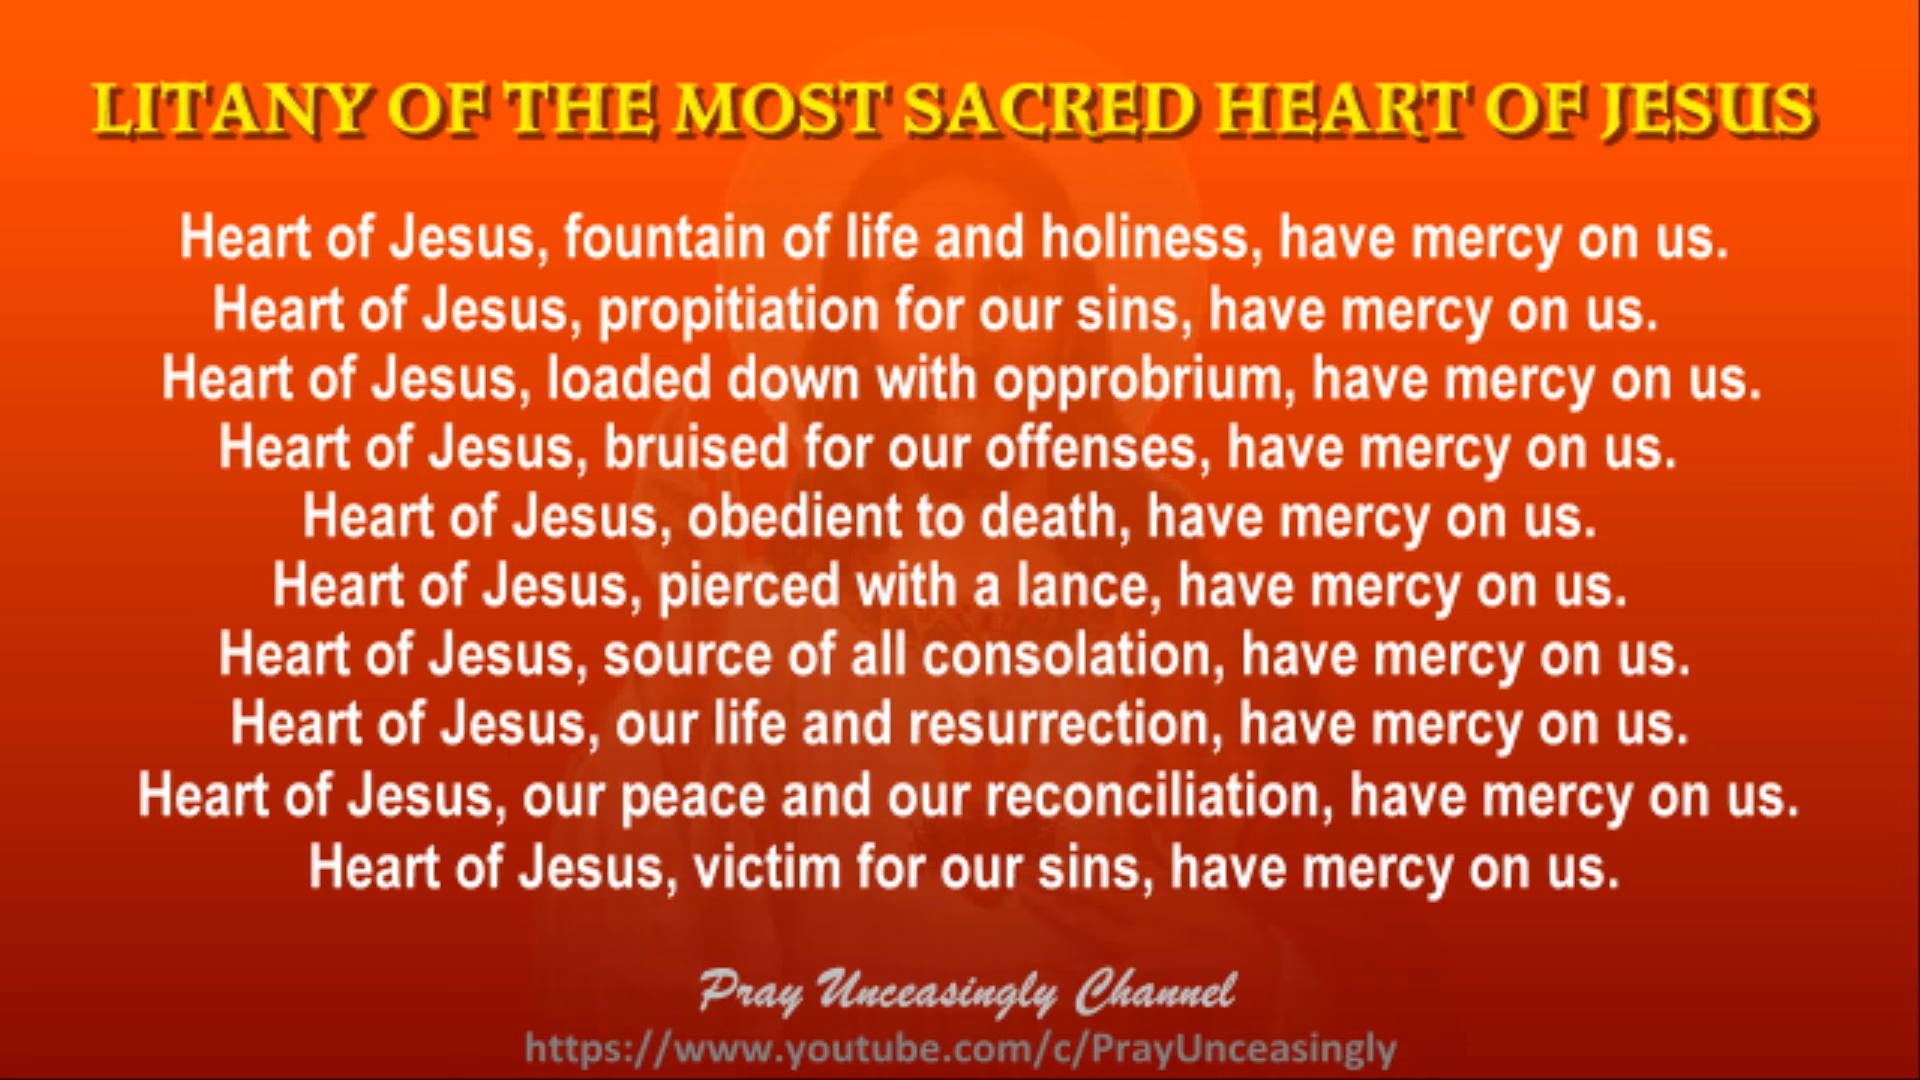 LITANY OF THE MOST SACRED HEART OF JESUS
Heart of Jesus, fountain of life and holiness, have mercy on us.
Heart of Jesus, propitiation for our sins, have mercy on us.
Heart of Jesus, loaded down with opprobrium, have mercy on us.
Heart of Jesus, bruised for our offenses, have mercy on us.
Heart of Jesus, obedient to death, have mercy on us.
Heart of Jesus, pierced with a lance, have mercy on us.
Heart of Jesus, source of all consolation, have mercy on us.
Heart of Jesus, our life and resurrection, have mercy on us.
Heart of Jesus, our peace and our reconciliation, have mercy on us.
Heart of Jesus, victim for our sins, have mercy on us.
Pray Unceasingly Channel
https://www.youtube.com/c/PrayUnceasingly